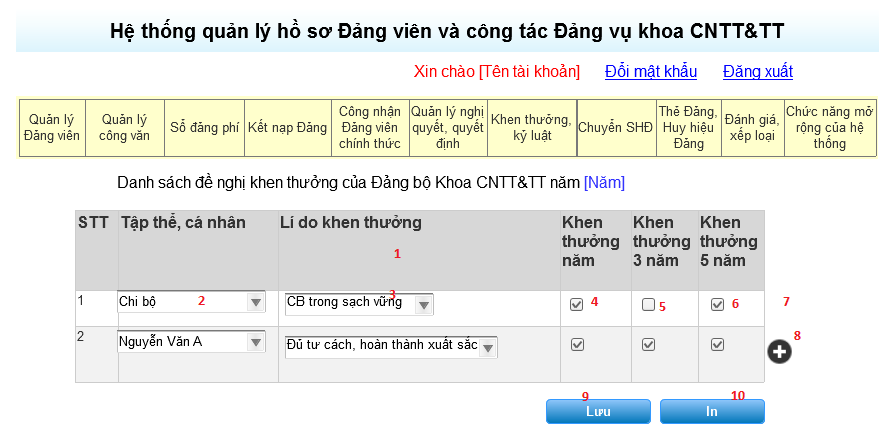 Hệ thống quản lý hồ sơ Đảng viên và công tác Đảng vụ khoa CNTT&TT
Xin chào [Tên tài khoản] Đổi mật khẩu Đăng xuất
Quản lý Đảng viên
Quản lý công văn
Sổ đảng phí
Kết nạp Đảng
Công nhận Đảng viên chính thức
Quản lý nghị quyết, quyết định
Khen thưởng, kỷ luật
Chuyển SHĐ
Thẻ Đảng, Huy hiệu Đảng
Đánh giá, xếp loại
Chức năng mở rộng của hệ thống
Danh sách đề nghị khen thưởng của Đảng bộ Khoa CNTT&TT năm [Năm]
STT
Tập thể, cá nhân
Lí do khen thưởng
Khen thưởng năm
Khen thưởng 3 năm
Khen thưởng 5 năm
1
1 Chi bộ 2 CB trong sạch vững 3 4 5 6 7
2 Nguyễn Văn A Đủ tư cách, hoàn thành xuất sắc 8
9 10
Lưu In